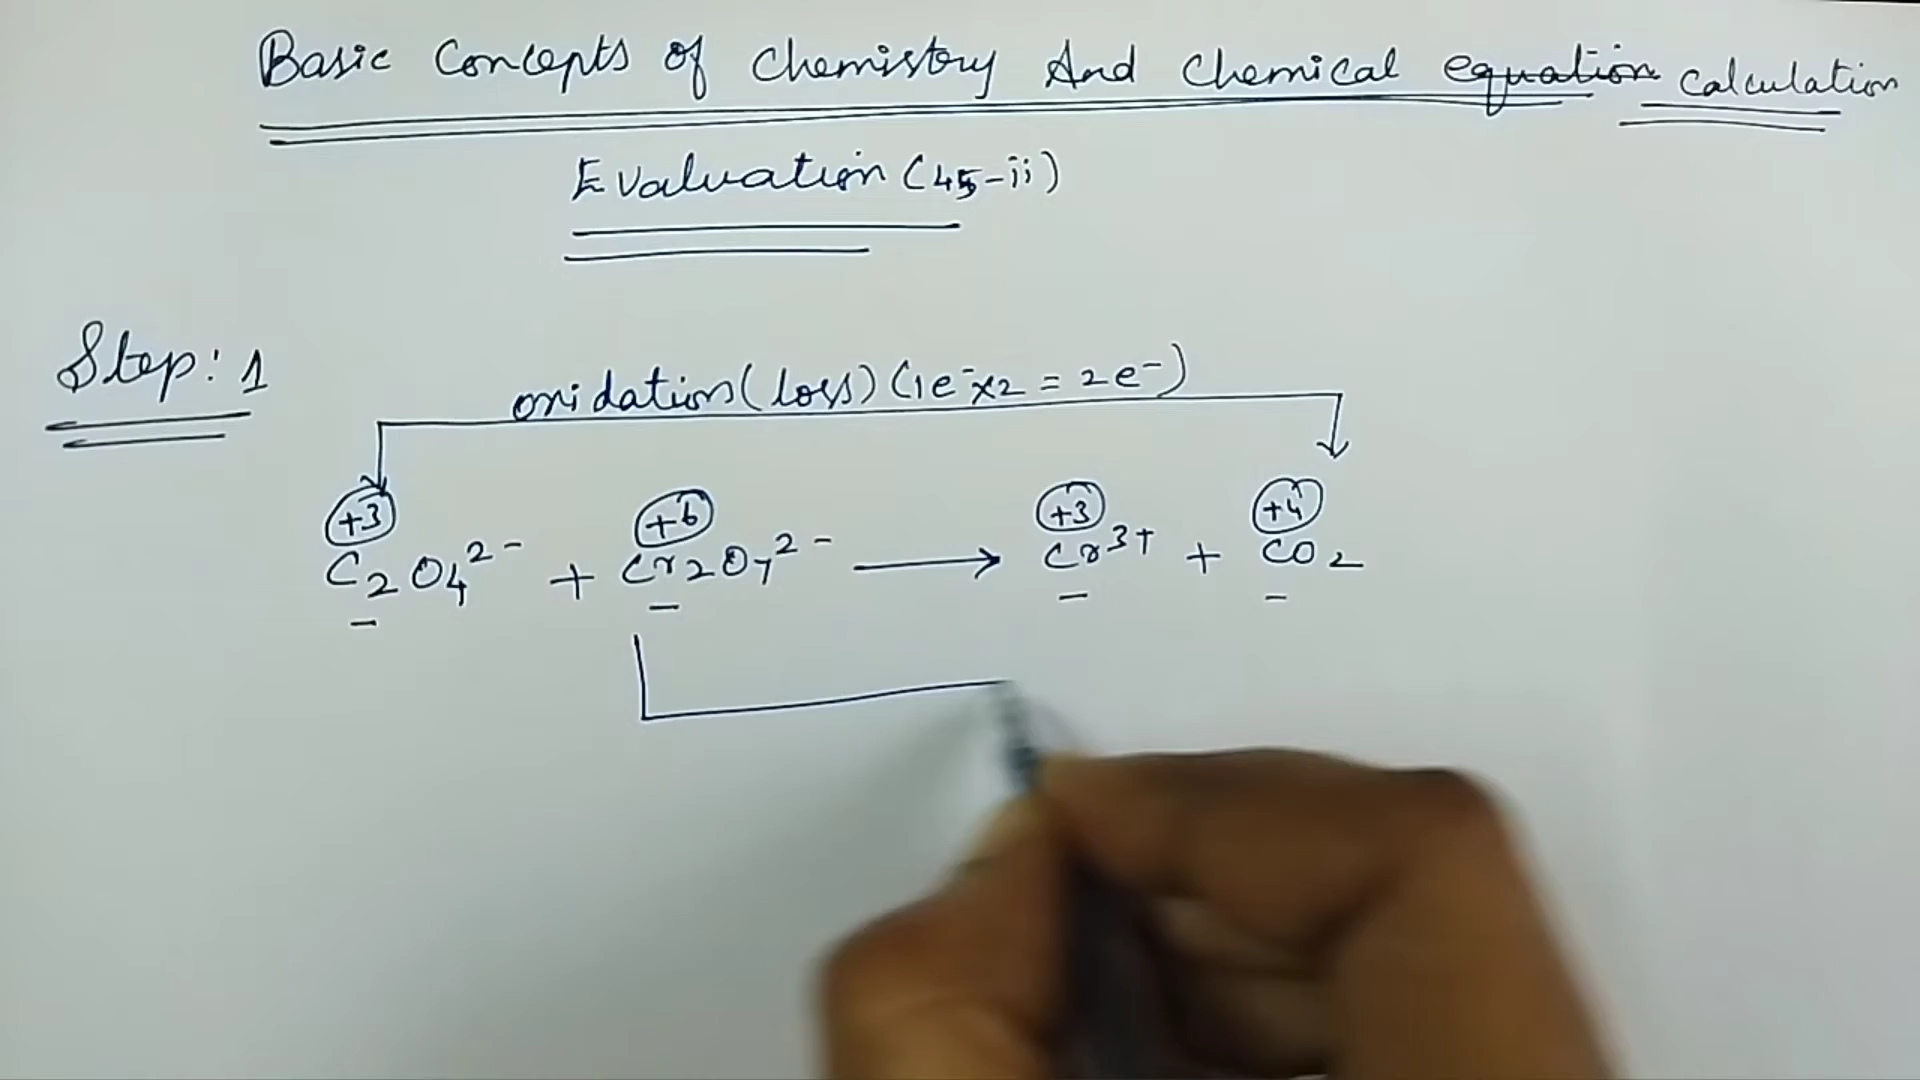 Basic Concepts of Chemistry And Chemical equation Calculation
Evaluation (45-ii)
Step: 1
oxidation (loss) (1e⁻x2 = 2e⁻)
+3 +6 +3 +4
C₂O₄²⁻ + Cr₂O₇²⁻ ⟶ Cr³⁺ + CO₂